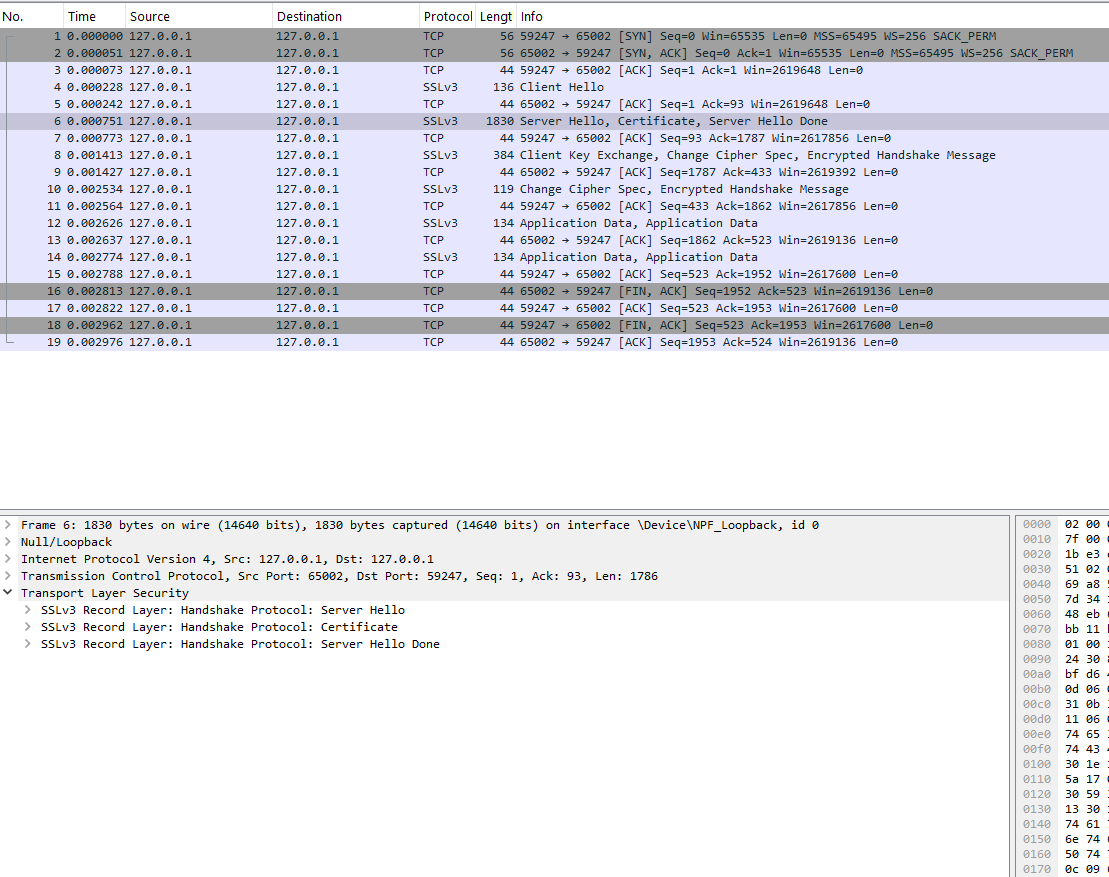 No. Time Source Destination Protocol Lengt Info
1 0.000000 127.0.0.1 127.0.0.1 TCP 56 59247 → 65002 [SYN] Seq=0 Win=65535 Len=0 MSS=65495 WS=256 SACK_PERM
2 0.000051 127.0.0.1 127.0.0.1 TCP 56 65002 → 59247 [SYN, ACK] Seq=0 Ack=1 Win=65535 Len=0 MSS=65495 WS=256 SACK_PERM
3 0.000073 127.0.0.1 127.0.0.1 TCP 44 59247 → 65002 [ACK] Seq=1 Ack=1 Win=2619648 Len=0
4 0.000228 127.0.0.1 127.0.0.1 SSLv3 136 Client Hello
5 0.000242 127.0.0.1 127.0.0.1 TCP 44 65002 → 59247 [ACK] Seq=1 Ack=93 Win=2619648 Len=0
6 0.000751 127.0.0.1 127.0.0.1 SSLv3 1830 Server Hello, Certificate, Server Hello Done
7 0.000773 127.0.0.1 127.0.0.1 TCP 44 59247 → 65002 [ACK] Seq=93 Ack=1787 Win=2617856 Len=0
8 0.001413 127.0.0.1 127.0.0.1 SSLv3 384 Client Key Exchange, Change Cipher Spec, Encrypted Handshake Message
9 0.001427 127.0.0.1 127.0.0.1 TCP 44 65002 → 59247 [ACK] Seq=1787 Ack=433 Win=2619392 Len=0
10 0.002534 127.0.0.1 127.0.0.1 SSLv3 119 Change Cipher Spec, Encrypted Handshake Message
11 0.002564 127.0.0.1 127.0.0.1 TCP 44 59247 → 65002 [ACK] Seq=433 Ack=1862 Win=2617856 Len=0
12 0.002626 127.0.0.1 127.0.0.1 SSLv3 134 Application Data, Application Data
13 0.002637 127.0.0.1 127.0.0.1 TCP 44 65002 → 59247 [ACK] Seq=1862 Ack=523 Win=2619136 Len=0
14 0.002774 127.0.0.1 127.0.0.1 SSLv3 134 Application Data, Application Data
15 0.002788 127.0.0.1 127.0.0.1 TCP 44 59247 → 65002 [ACK] Seq=523 Ack=1952 Win=2617600 Len=0
16 0.002813 127.0.0.1 127.0.0.1 TCP 44 65002 → 59247 [FIN, ACK] Seq=1952 Ack=523 Win=2619136 Len=0
17 0.002822 127.0.0.1 127.0.0.1 TCP 44 59247 → 65002 [ACK] Seq=523 Ack=1953 Win=2617600 Len=0
18 0.002962 127.0.0.1 127.0.0.1 TCP 44 59247 → 65002 [FIN, ACK] Seq=523 Ack=1953 Win=2617600 Len=0
19 0.002976 127.0.0.1 127.0.0.1 TCP 44 65002 → 59247 [ACK] Seq=1953 Ack=524 Win=2619136 Len=0
Frame 6: 1830 bytes on wire (14640 bits), 1830 bytes captured (14640 bits) on interface \Device\NPF_Loopback, id 0
Null/Loopback
Internet Protocol Version 4, Src: 127.0.0.1, Dst: 127.0.0.1
Transmission Control Protocol, Src Port: 65002, Dst Port: 59247, Seq: 1, Ack: 93, Len: 1786
Transport Layer Security
SSLv3 Record Layer: Handshake Protocol: Server Hello
SSLv3 Record Layer: Handshake Protocol: Certificate
SSLv3 Record Layer: Handshake Protocol: Server Hello Done
0000 02 00
0010 7f 00
0020 1b e3
0030 51 02
0040 69 a8
0050 7d 34
0060 48 eb
0070 bb 11
0080 01 00
0090 24 30
00a0 bf d6
00b0 0d 06
00c0 31 0b
00d0 11 06
00e0 74 65
00f0 74 43
0100 30 1e
0110 5a 17
0120 30 59
0130 13 30
0140 74 61
0150 6e 74
0160 50 74
0170 0c 09